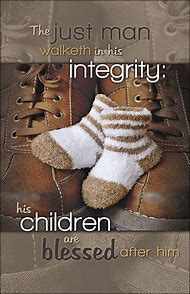 The just man
walketh in his
integrity:
his
children
are
blessed after him